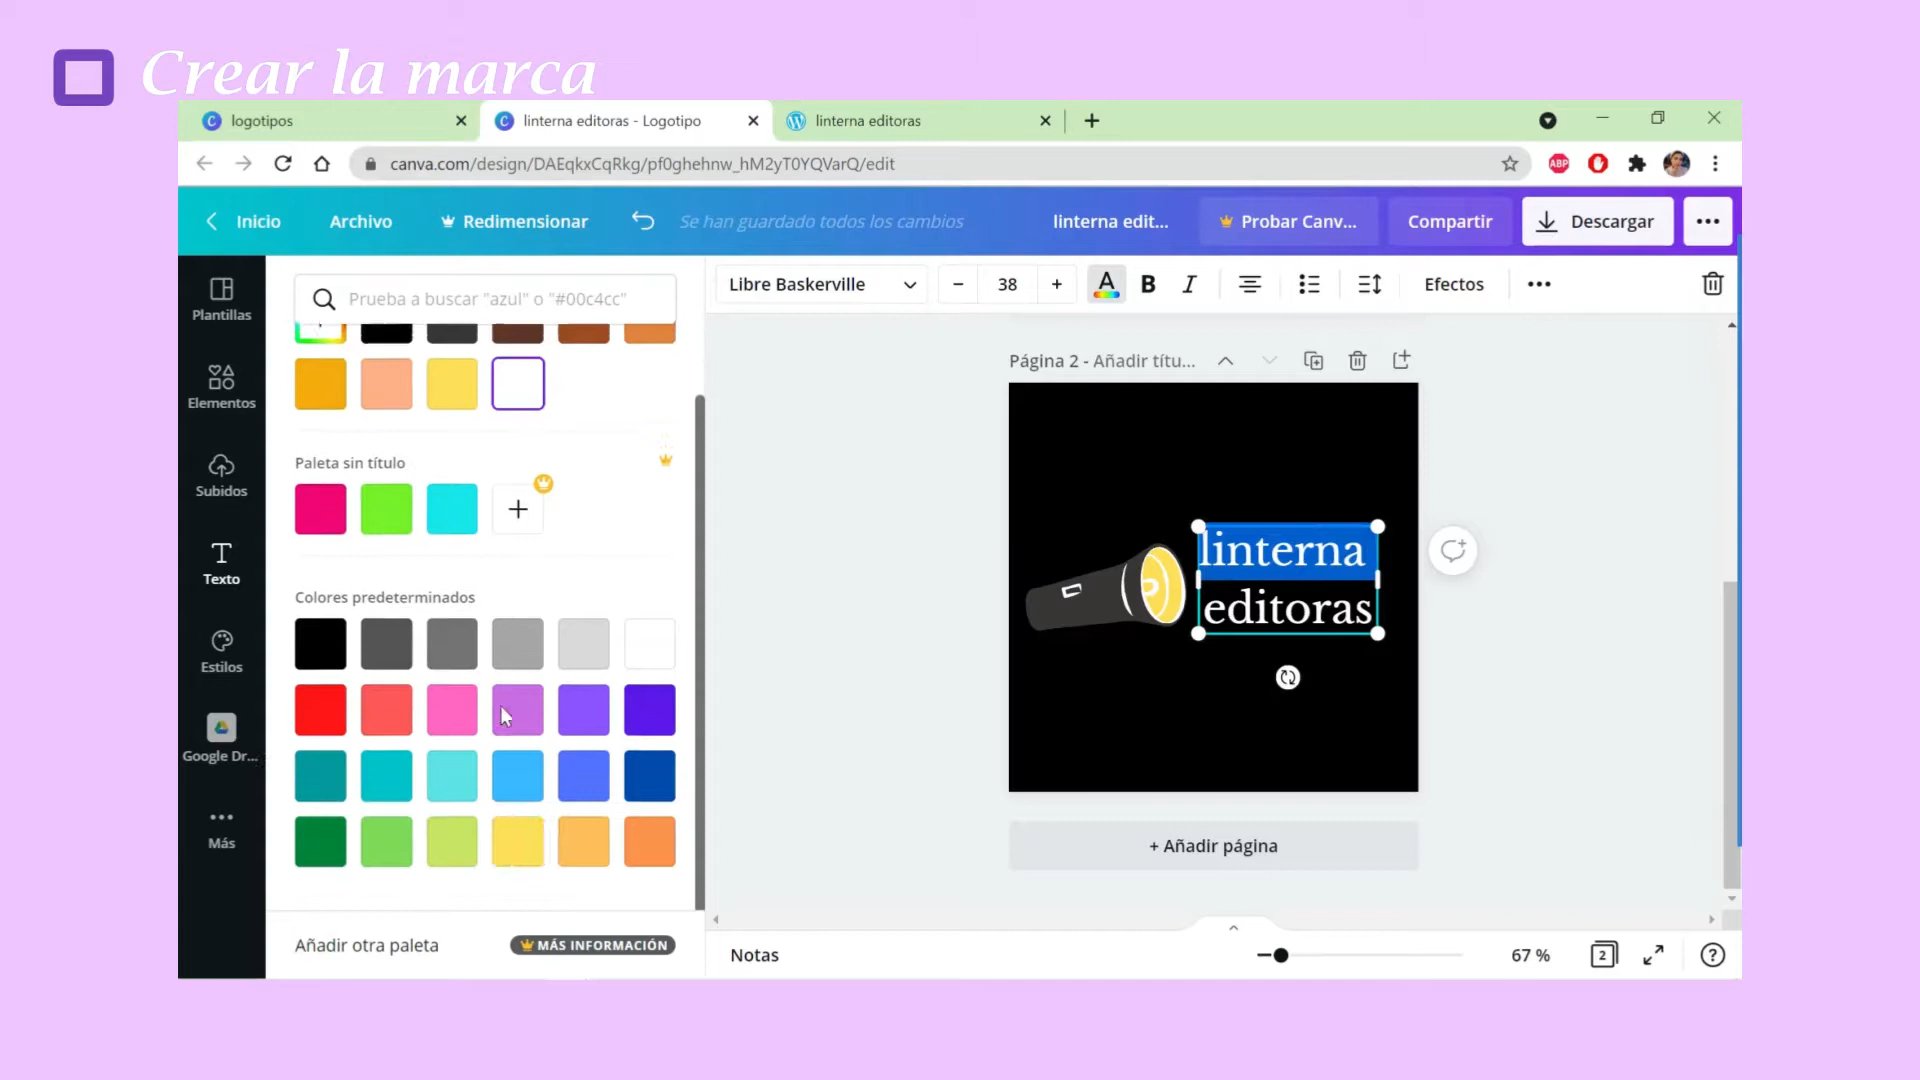 Crear la marca
logotipos
linterna editoras - Logotipo
linterna editoras
canva.com/design/DAEqkxCqRkg/pf0ghehnw_hM2yT0YQVarQ/edit
ABP
Inicio
Archivo
Redimensionar
Se han guardado todos los cambios
linterna edit...
Probar Canv...
Compartir
Descargar
Plantillas
Elementos
Subidos
Texto
Estilos
Google Dr...
Más
Prueba a buscar "azul" o "#00c4cc"
Paleta sin título
Colores predeterminados
Añadir otra paleta
MÁS INFORMACIÓN
Libre Baskerville
38
A
B
I
Efectos
Página 2 - Añadir títu...
linterna
editoras
+ Añadir página
Notas
67 %
2